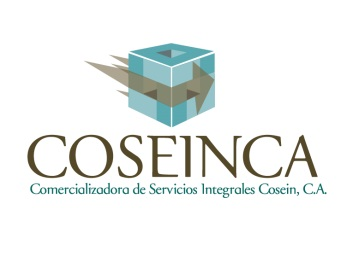 COSEINCA
Comercializadora de Servicios Integrales Cosein, C.A.